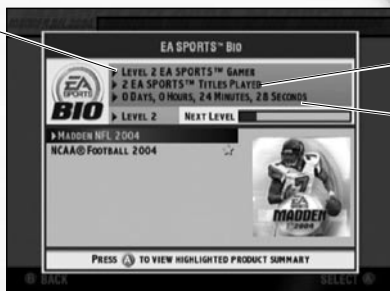 EA SPORTS™ BIO
LEVEL 2 EA SPORTS™ GAMER
2 EA SPORTS™ TITLES PLAYED
0 DAYS, 0 HOURS, 24 MINUTES, 28 SECONDS
EA
SPORTS
BIO
LEVEL 2 NEXT LEVEL
MADDEN NFL 2004
NCAA® FOOTBALL 2004
EA
SPORTS
MADDEN
2004
PRESS A TO VIEW HIGHLIGHTED PRODUCT SUMMARY
B BACK
SELECT A